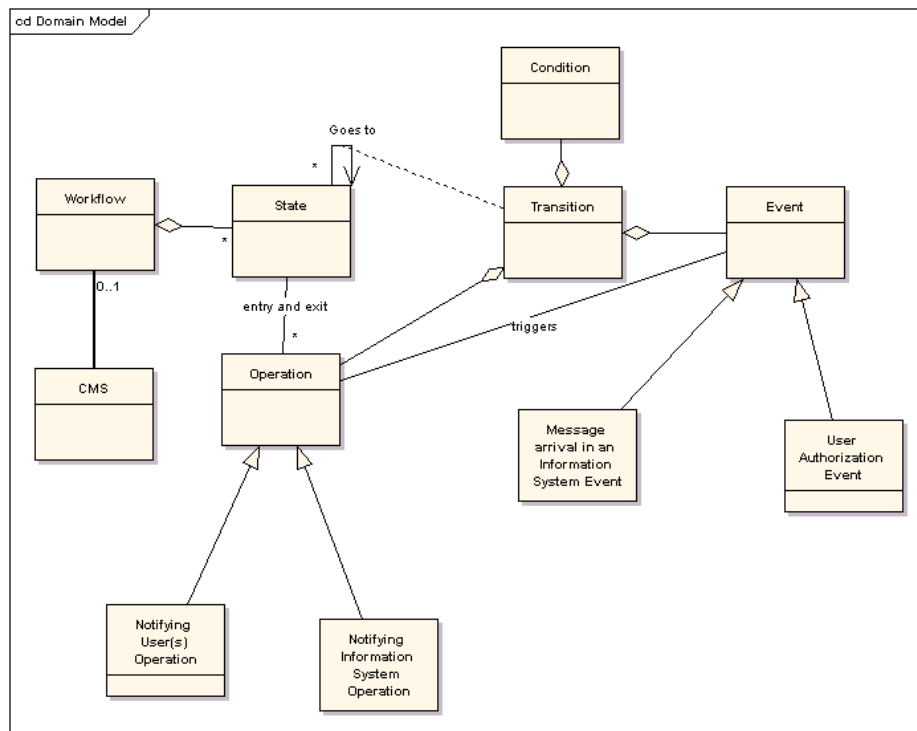 cd Domain Model
Condition
Goes to
*
Workflow
State
Transition
Event
*
0..1
entry and exit
*
triggers
CMS
Operation
Message
arrival in an
Information
System Event
User
Authorization
Event
Notifying
User(s)
Operation
Notifying
Information
System
Operation